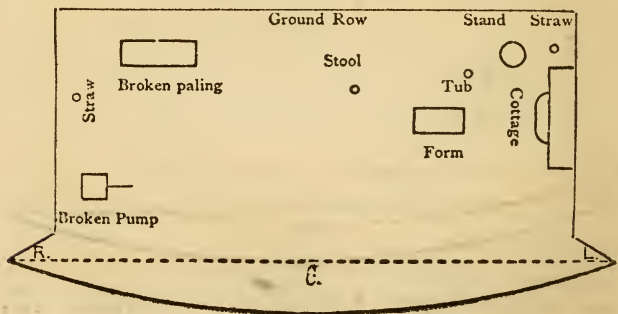 Ground Row
Stand
Straw
Stool
Broken paling
Straw
Tub
Cottage
Form
Broken Pump
R.
L.
C.